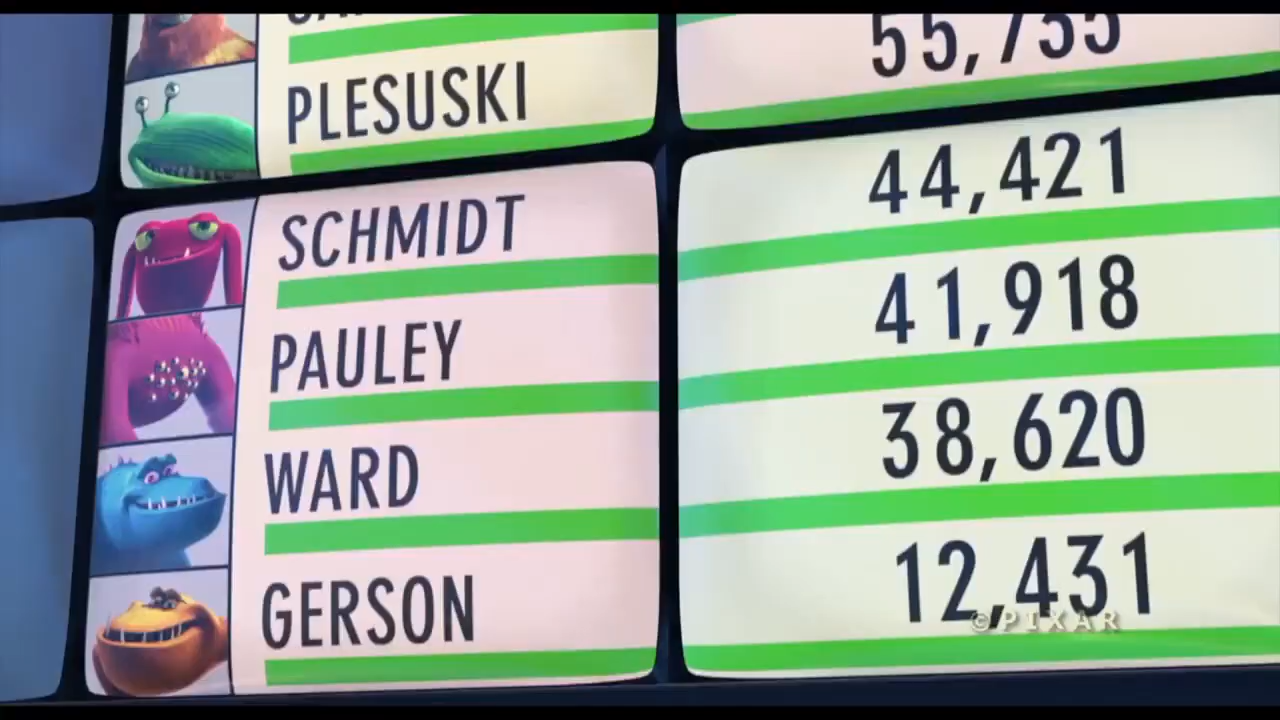 55,735
PLESUSKI
SCHMIDT 44,421
PAULEY 41,918
WARD 38,620
GERSON 12,431
©PIXAR